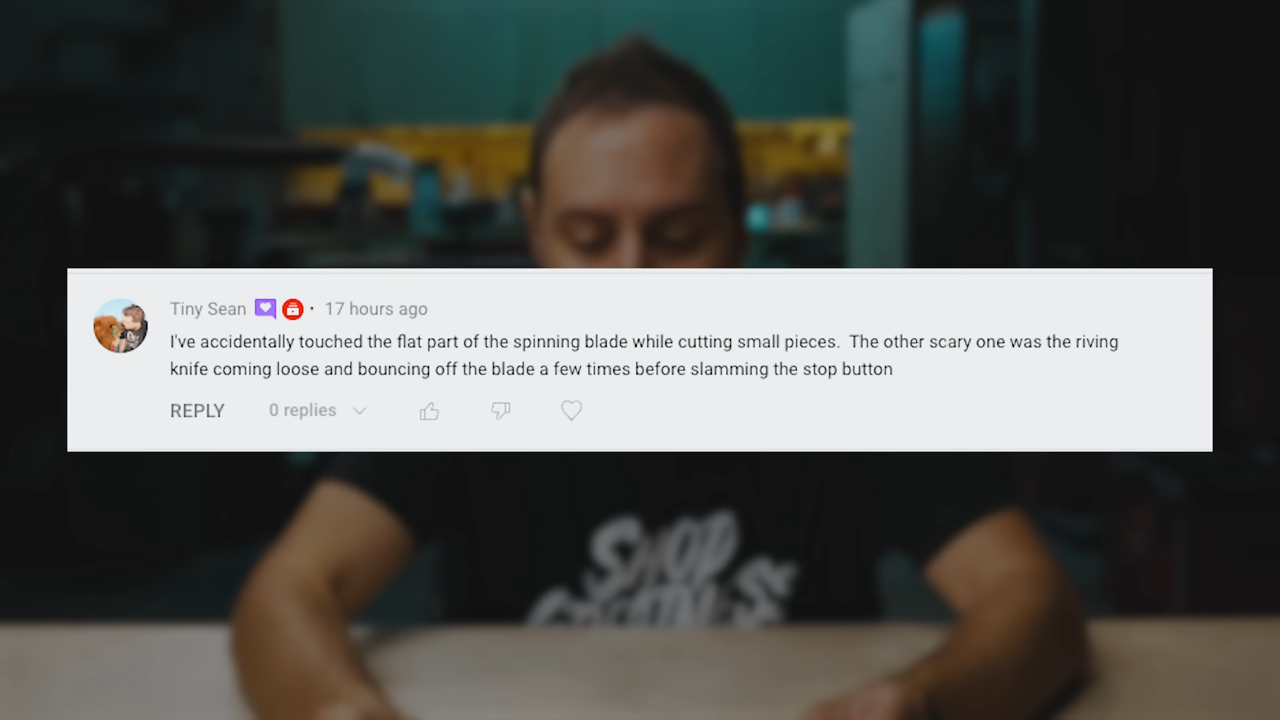 Tiny Sean · 17 hours ago
I've accidentally touched the flat part of the spinning blade while cutting small pieces.  The other scary one was the riving
knife coming loose and bouncing off the blade a few times before slamming the stop button
REPLY 0 replies
SHOP